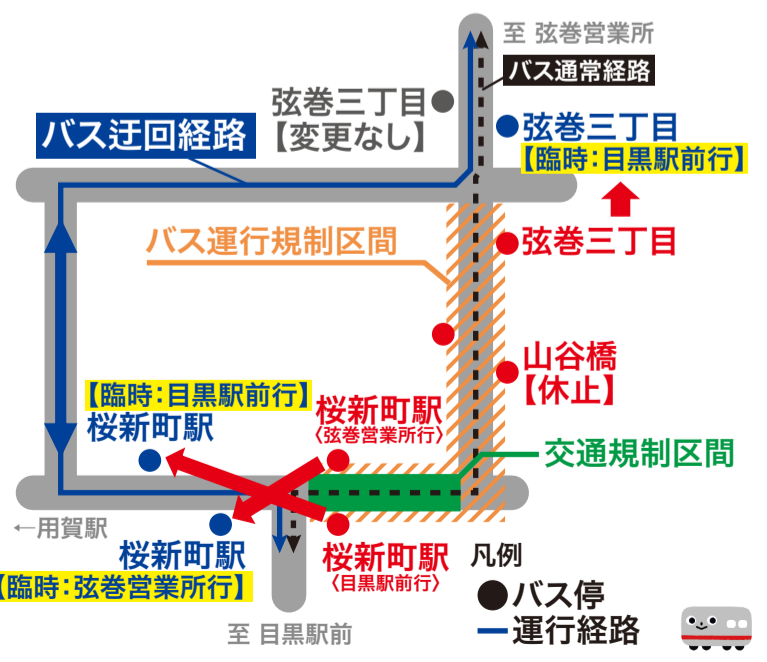 至 弦巻営業所
バス通常経路
弦巻三丁目
【変更なし】
バス迂回経路
弦巻三丁目
【臨時：目黒駅前行】
バス運行規制区間
弦巻三丁目
山谷橋
【休止】
【臨時：目黒駅前行】
桜新町駅
桜新町駅
〈弦巻営業所行〉
交通規制区間
←用賀駅
桜新町駅
【臨時：弦巻営業所行】
桜新町駅
〈目黒駅前行〉
至 目黒駅前
凡例
バス停
運行経路